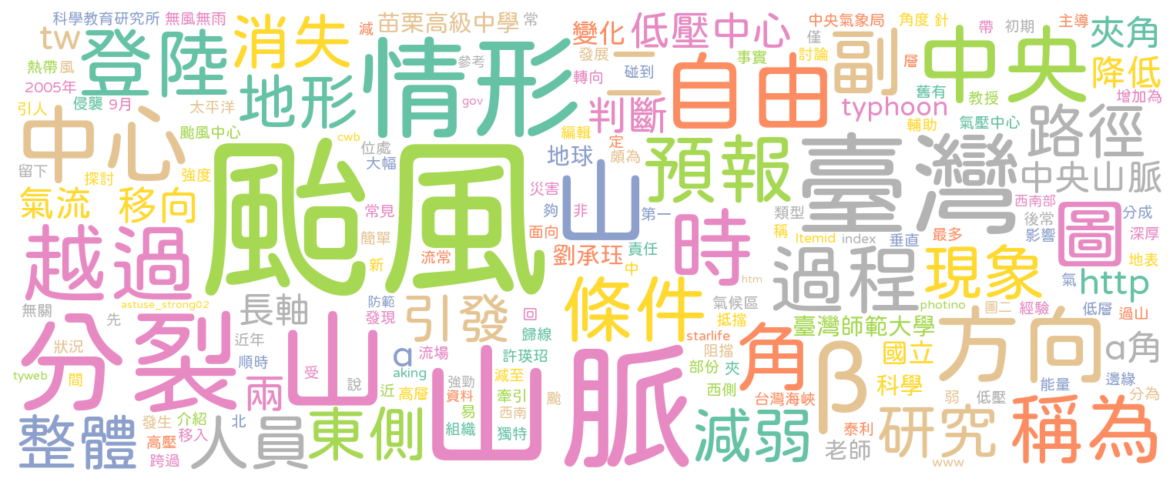 科學教育研究所 無風無雨 減 苗栗高級中學 常 變化 低壓中心 中央氣象局 角度 針 帶 初期 主導 夾角
tw 登陸 消失 情形 參考 發展 僅 事實 二 討論 副 層 中央 降低
熱帶 風 地形 轉向 碰到 自由 舊有 教授 增加為
2005年 侵襲 9月 太平洋 gov 判斷 typhoon 路徑
引人 中心 颱風中心 cwb 編輯 定 輔助 氣壓中心
留下 探討 強度 颱風 位處 大幅 地球 頗為 山 預報 臺灣 中央山脈
氣流 移向 常見 災害 夠 非 第一 類型 西南部 後常 分成
越過 簡單 流常 新 面向 劉承珏 責任 中 時 稱 Itemid index 垂直 最多 影響 圖 深厚
無關 astuse_strong02 長軸 防範 發現 引發 回 條件 氣候區 htm 過程 現象 氣 地表 http
先 近年 歸線 抵擋 photino 圖二 經驗 低層 過山
分裂 狀況 順時 山 受 a 流場 許瑛玿 starlife 阻擋 角 臺灣師範大學 方向 a角
tyweb 間 兩 說 aking 強勁 減至 山 脈 部份 夾 β 國立 能量 邊緣
整體 發生 介紹 北 近 高層 資料 牽引 西側 台灣海峽 科學 弱 低壓 分為
高壓 移入 人員 東側 易 西南 颱 減弱 泰利 研究 稱為
跨過 組織 獨特 老師 www